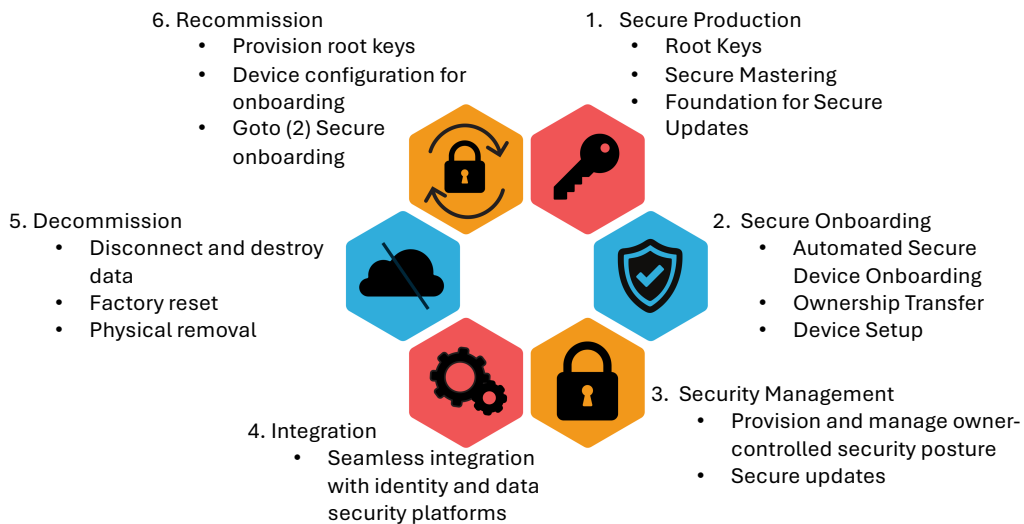 1. Secure Production
• Root Keys
• Secure Mastering
• Foundation for Secure
Updates
2. Secure Onboarding
• Automated Secure
Device Onboarding
• Ownership Transfer
• Device Setup
3. Security Management
• Provision and manage owner-
controlled security posture
• Secure updates
4. Integration
• Seamless integration
with identity and data
security platforms
5. Decommission
• Disconnect and destroy
data
• Factory reset
• Physical removal
6. Recommission
• Provision root keys
• Device configuration for
onboarding
• Goto (2) Secure
onboarding